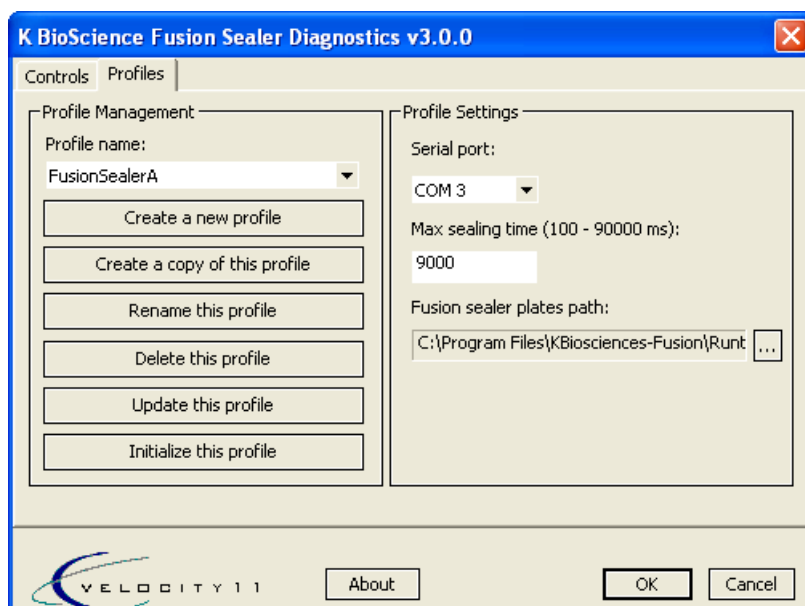 K BioScience Fusion Sealer Diagnostics v3.0.0
Controls
Profiles
Profile Management
Profile name:
FusionSealerA
Create a new profile
Create a copy of this profile
Rename this profile
Delete this profile
Update this profile
Initialize this profile
Profile Settings
Serial port:
COM 3
Max sealing time (100 - 90000 ms):
9000
Fusion sealer plates path:
C:\Program Files\KBiosciences-Fusion\Runt
...
VELOCITY11
About
OK
Cancel